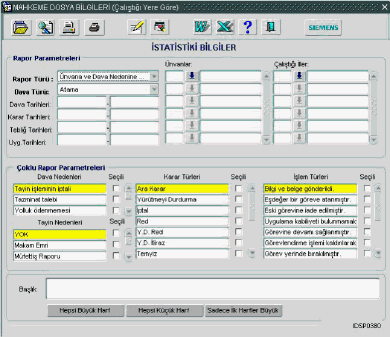 MAHKEME DOSYA BİLGİLERİ (Çalıştığı Yere Göre)
SIEMENS
İSTATİSTİKİ BİLGİLER
Rapor Parametreleri
Ünvanlar: Çalıştığı İller:
Rapor Türü : Ünvana ve Dava Nedenine ...
Dava Türü: Atama
Dava Tarihleri: -
Karar Tarihleri: -
Tebliğ Tarihleri: -
Uyg.Tarihleri: -
Çoklu Rapor Parametreleri
Dava Nedenleri Seçili Karar Türleri Seçili İşlem Türleri Seçili
Tayin işleminin iptali Ara Karar Bilgi ve belge gönderildi.
Tazminat talebi Yürütmeyi Durdurma Eşdeğer bir göreve atanmıştır.
Yolluk ödenmemesi İptal Eski görevine iade edilmiştir.
Tayin Nedenleri Seçili Red Uygulama kabiliyeti bulunmamak
YOK Y.D. Red Görevine devamı sağlanmıştır.
Makam Emri Y.D. İtiraz Görevlendirme işlemi kaldırılarak
Müfettiş Raporu Temyiz Görev yerinde bırakılmıştır.
Başlık
Hepsi Büyük Harf Hepsi Küçük Harf Sadece İlk Harfler Büyük
IDSP0380